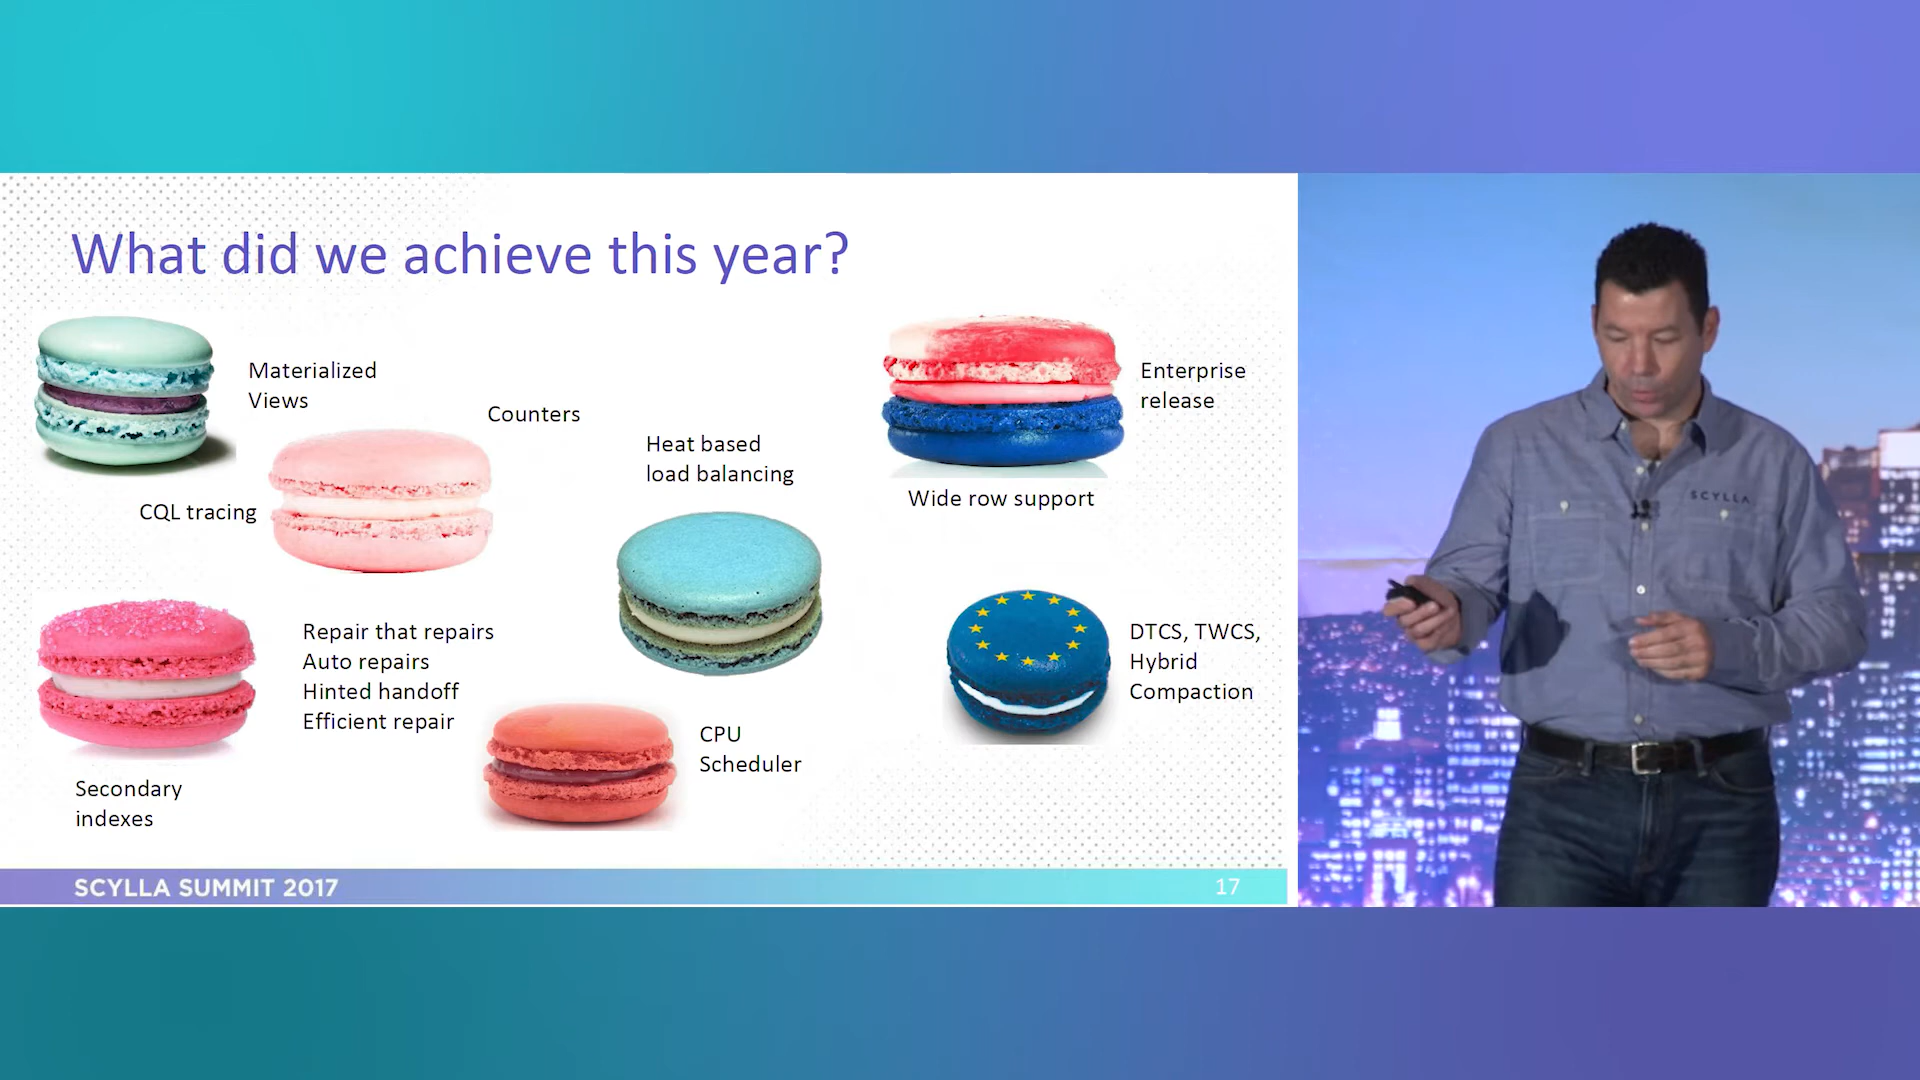 What did we achieve this year?
Materialized
Views
Counters
CQL tracing
Heat based
load balancing
Enterprise
release
Wide row support
Repair that repairs
Auto repairs
Hinted handoff
Efficient repair
DTCS, TWCS,
Hybrid
Compaction
CPU
Scheduler
Secondary
indexes
SCYLLA SUMMIT 2017
17
SCYLLA